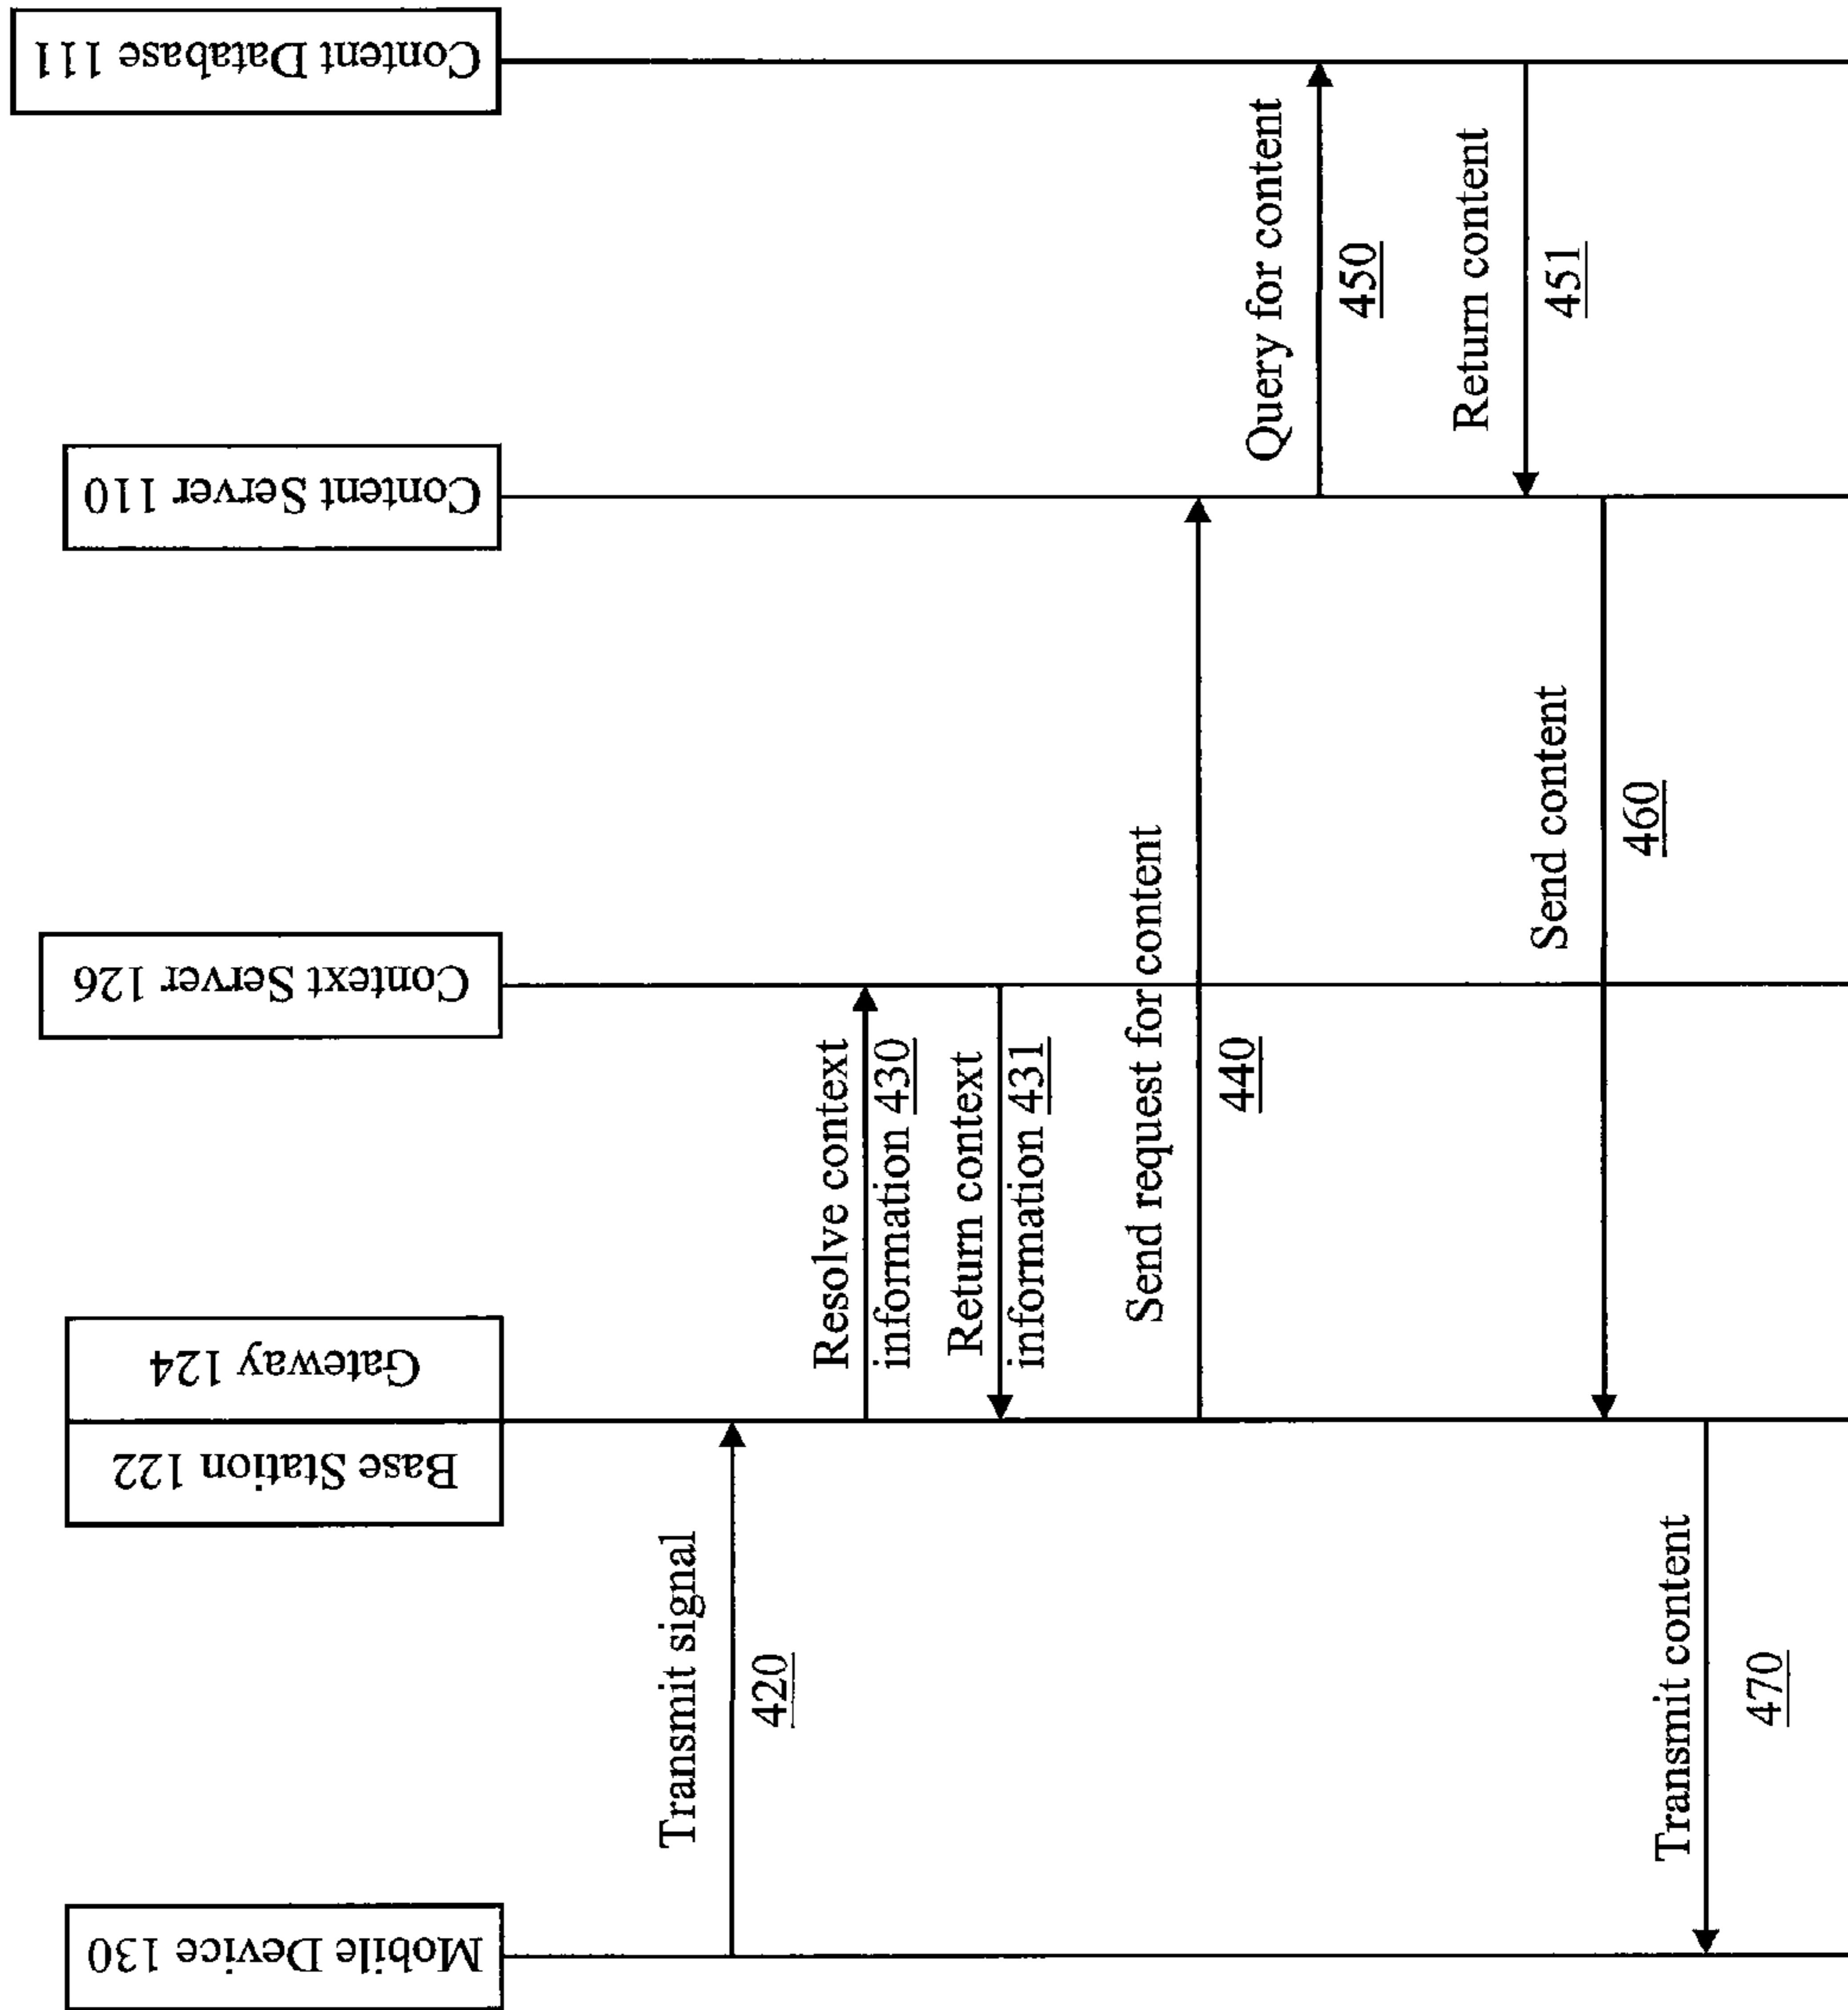 Mobile Device 130
Base Station 122
Gateway 124
Context Server 126
Content Server 110
Content Database 111
Transmit signal
420
Resolve context
information 430
Return context
information 431
Send request for content
440
Query for content
450
Return content
451
Send content
460
Transmit content
470